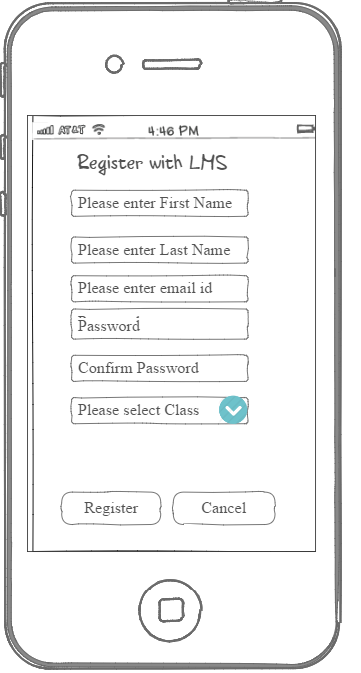 AT&T 4:46 PM
Register with LMS
Please enter First Name
Please enter Last Name
Please enter email id
Password
Confirm Password
Please select Class
Register Cancel